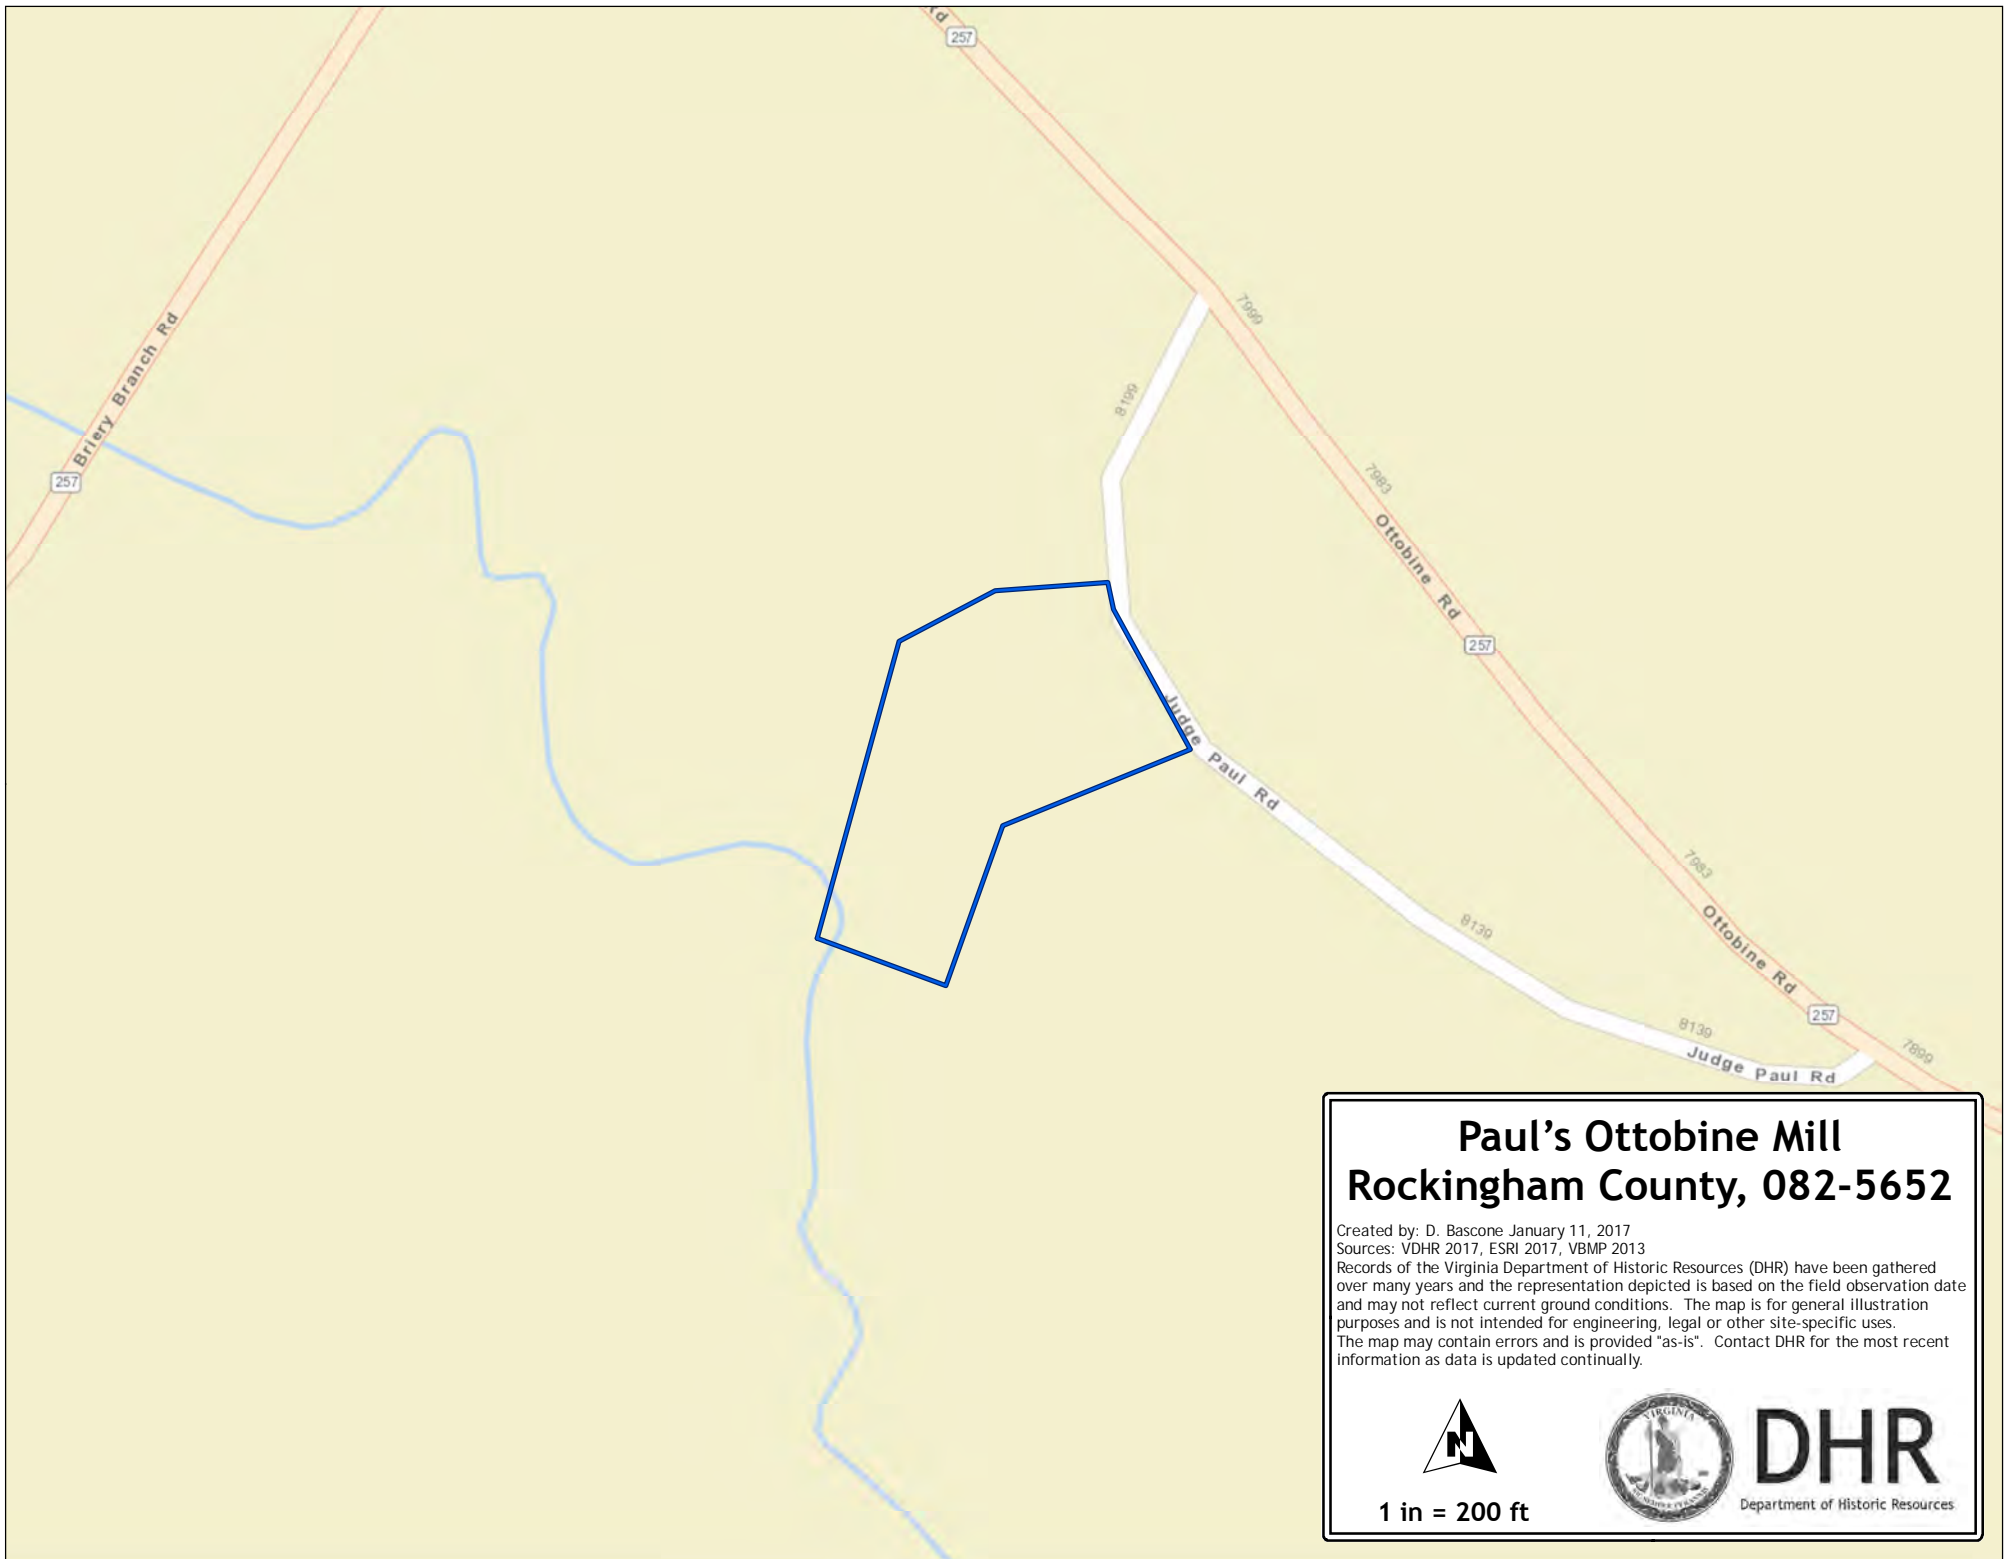 Rd
257
7999
Briery Branch Rd
8199
257
7983
Ottobine Rd
257
Judge Paul Rd
7983
8139
Ottobine Rd
257
8139
7899
Judge Paul Rd
Paul's Ottobine Mill
Rockingham County, 082-5652
Created by: D. Bascone January 11, 2017
Sources: VDHR 2017, ESRI 2017, VBMP 2013
Records of the Virginia Department of Historic Resources (DHR) have been gathered
over many years and the representation depicted is based on the field observation date
and may not reflect current ground conditions. The map is for general illustration
purposes and is not intended for engineering, legal or other site-specific uses.
The map may contain errors and is provided "as-is". Contact DHR for the most recent
information as data is updated continually.
N
1 in = 200 ft
VIRGINIA
DHR
Department of Historic Resources